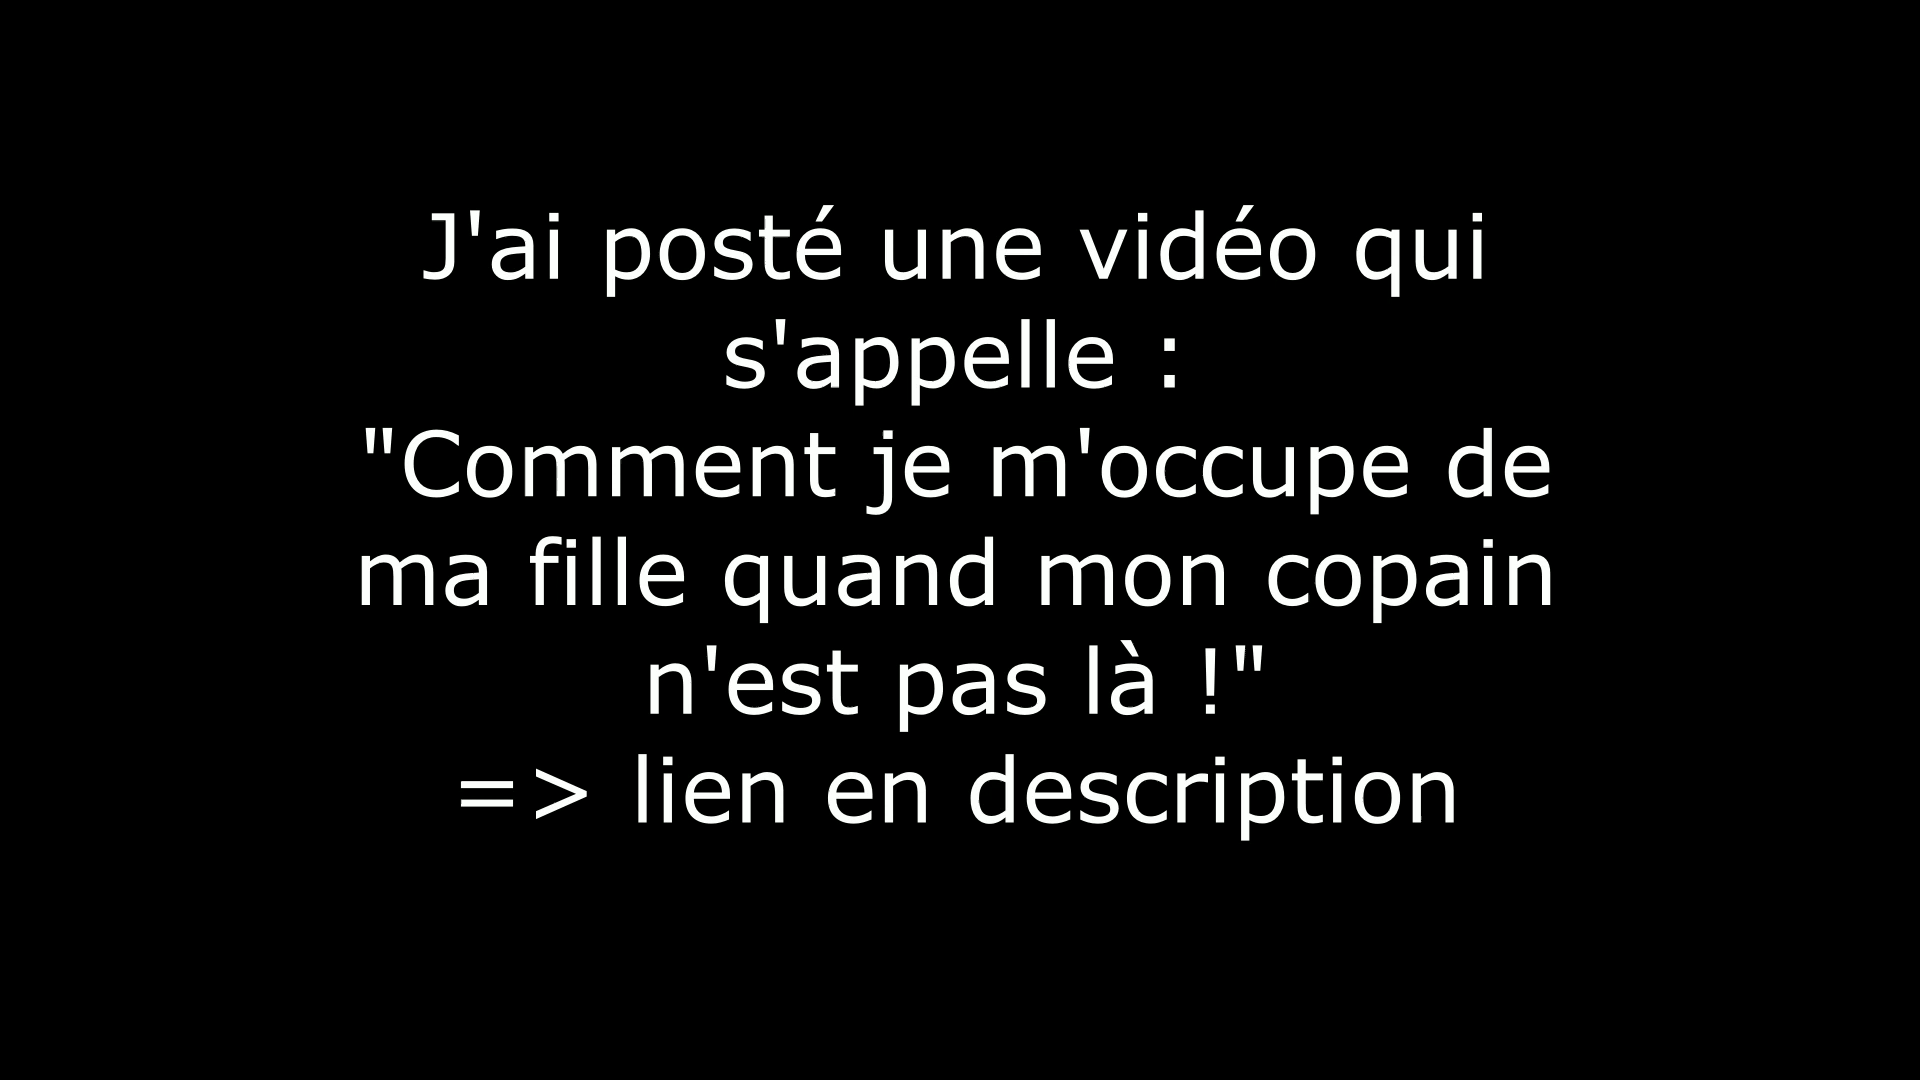 J'ai posté une vidéo qui
s'appelle :
"Comment je m'occupe de
ma fille quand mon copain
n'est pas là !"
=> lien en description